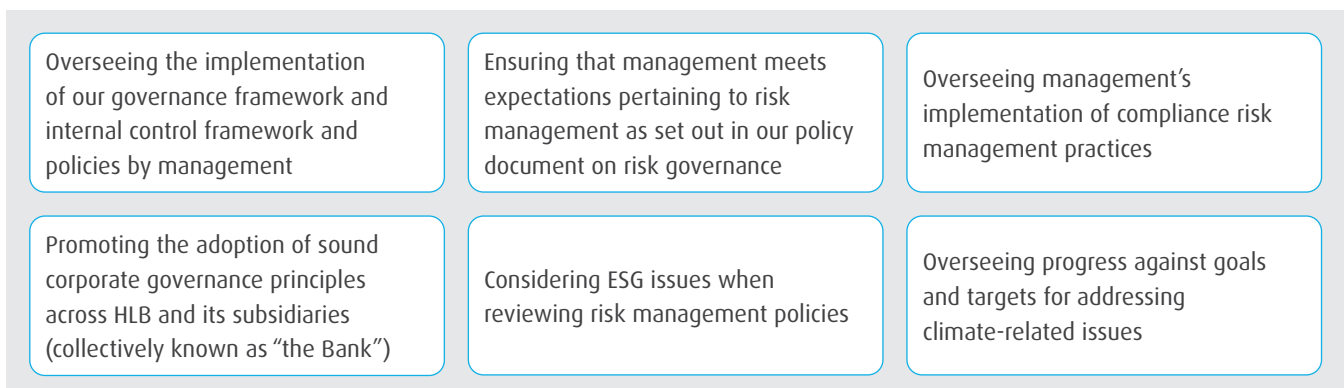 Overseeing the implementation
of our governance framework and
internal control framework and
policies by management
Ensuring that management meets
expectations pertaining to risk
management as set out in our policy
document on risk governance
Overseeing management’s
implementation of compliance risk
management practices
Promoting the adoption of sound
corporate governance principles
across HLB and its subsidiaries
(collectively known as “the Bank”)
Considering ESG issues when
reviewing risk management policies
Overseeing progress against goals
and targets for addressing
climate-related issues